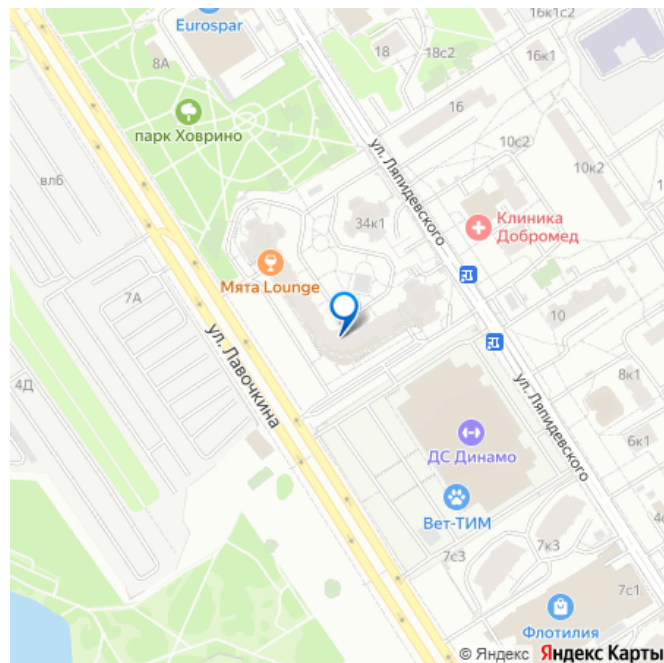 Eurospar
16к1с2
18
18с2
16к1
8А
16
парк Ховрино
10с2
ул. Ляпидевского
10к2
вл6
34к1
Клиника
Добромед
Мята Lounge
7А
10
ул. Лавочкина
4Д
ул. Ляпидевского
8к1
ДС Динамо
6к1
Вет-ТИМ
4с
7с3
7к3
7с1
Флотилия
© Яндекс Яндекс Карты